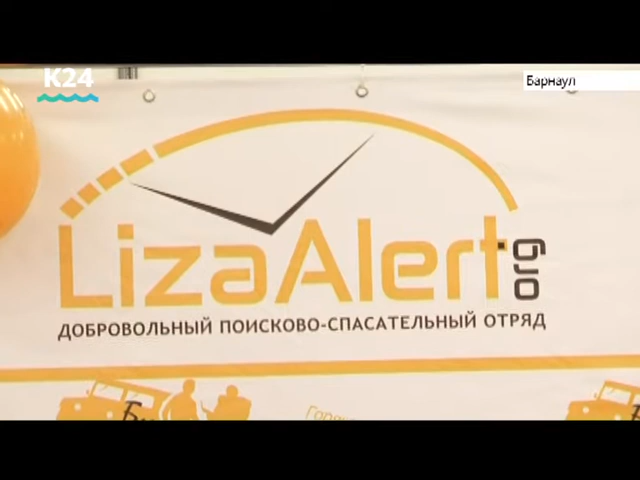 K24
Барнаул
LizaAlert
org
ДОБРОВОЛЬНЫЙ ПОИСКОВО-СПАСАТЕЛЬНЫЙ ОТРЯД